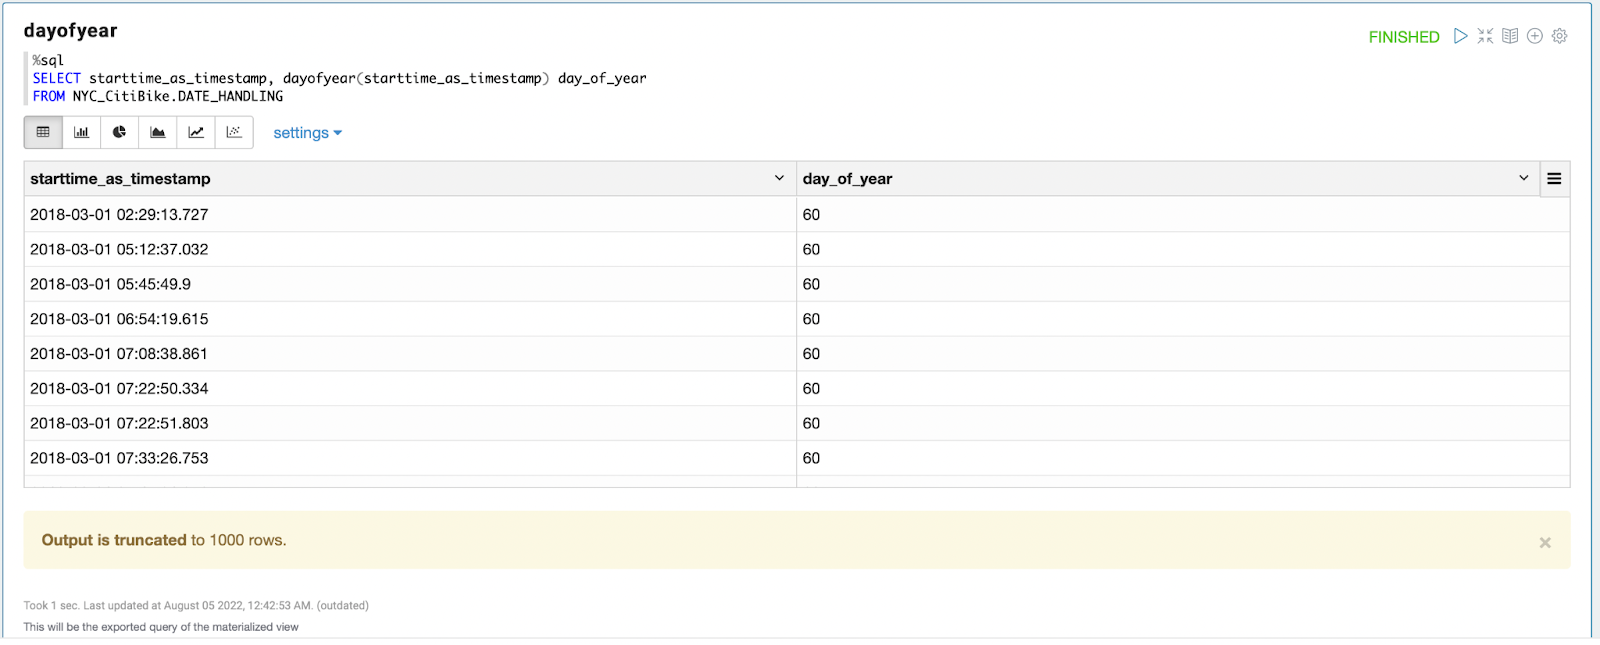 dayofyear
FINISHED
%sql
SELECT starttime_as_timestamp, dayofyear(starttime_as_timestamp) day_of_year
FROM NYC_CitiBike.DATE_HANDLING
settings
starttime_as_timestamp day_of_year
2018-03-01 02:29:13.727 60
2018-03-01 05:12:37.032 60
2018-03-01 05:45:49.9 60
2018-03-01 06:54:19.615 60
2018-03-01 07:08:38.861 60
2018-03-01 07:22:50.334 60
2018-03-01 07:22:51.803 60
2018-03-01 07:33:26.753 60
Output is truncated to 1000 rows.
Took 1 sec. Last updated at August 05 2022, 12:42:53 AM. (outdated)
This will be the exported query of the materialized view